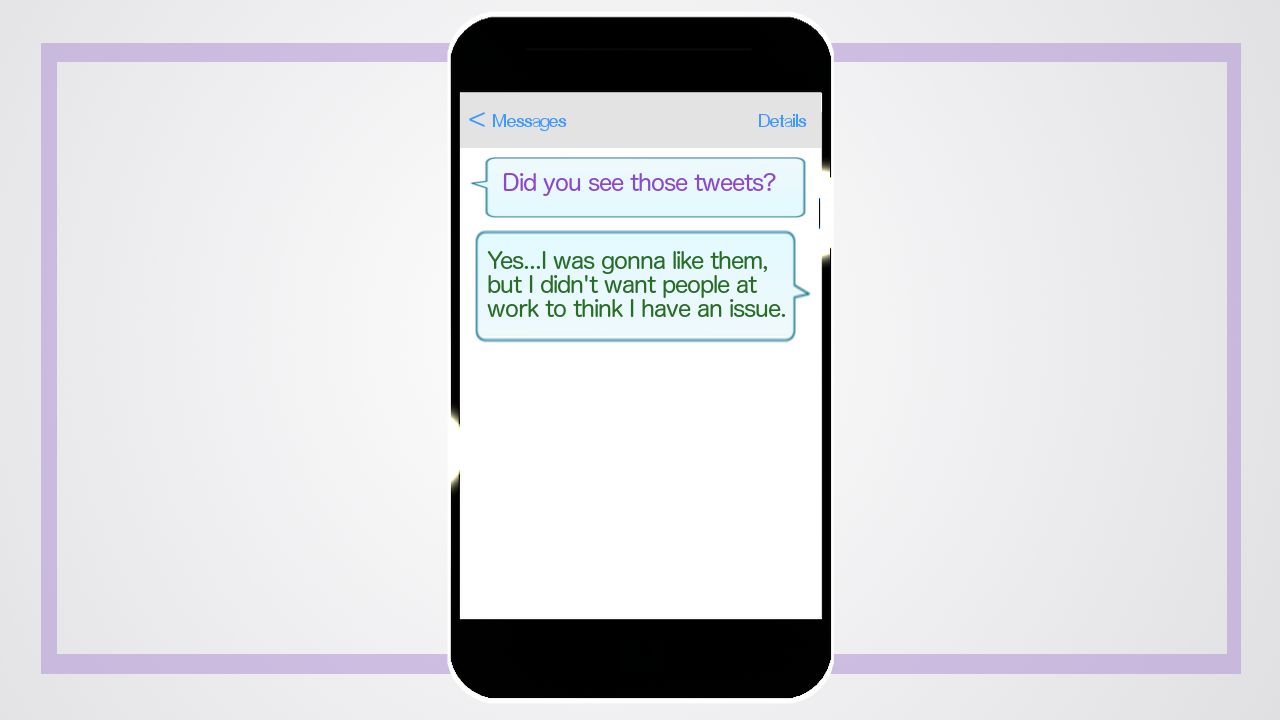 < Messages Details
Did you see those tweets?
Yes...I was gonna like them,
but I didn't want people at
work to think I have an issue.